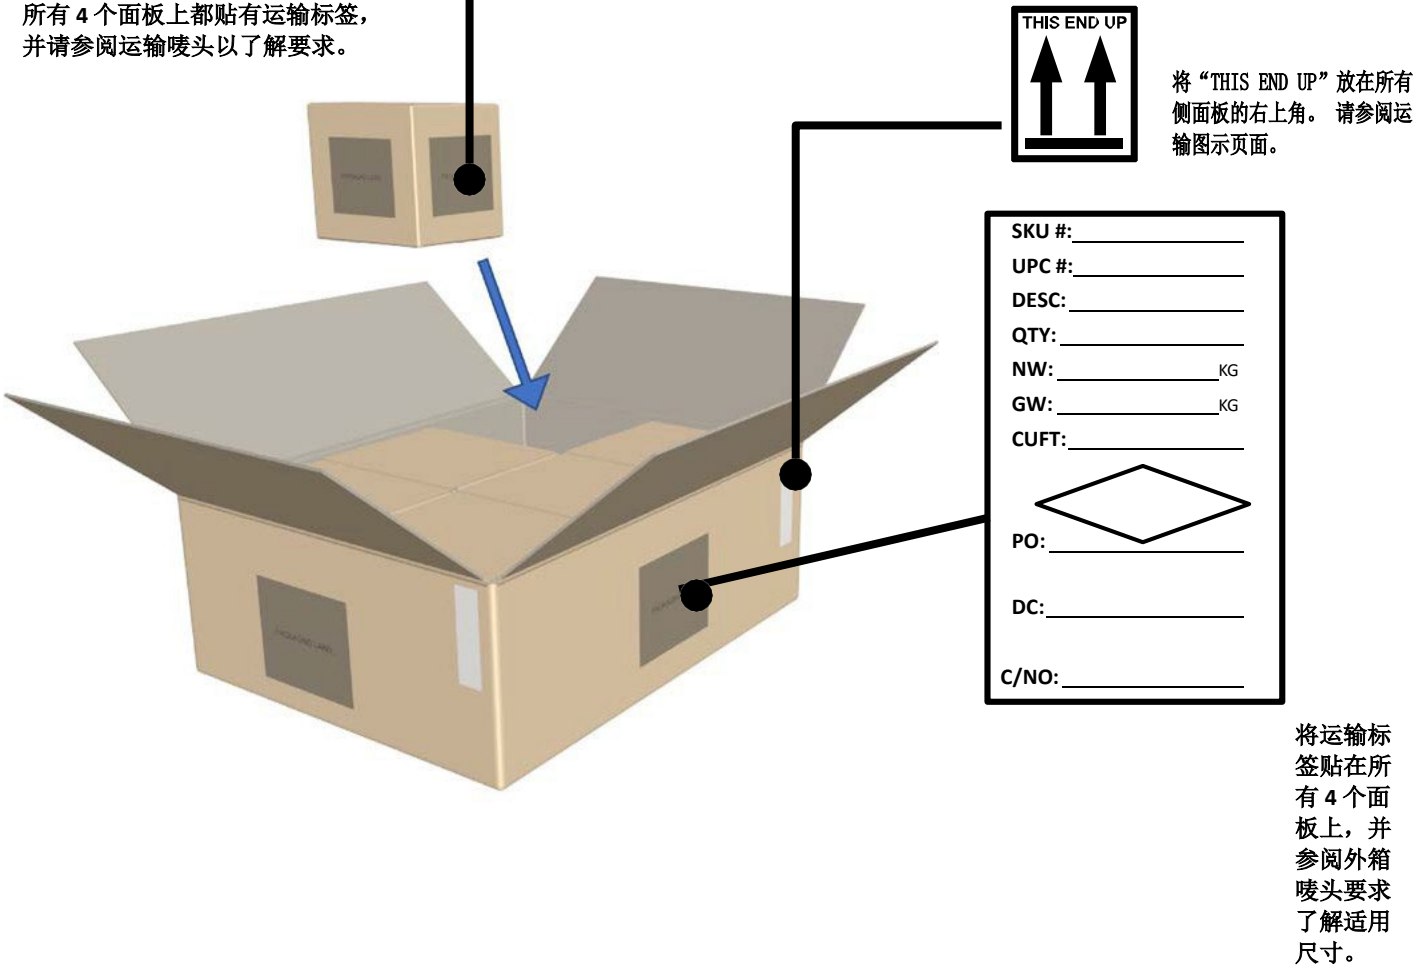 所有 4 个面板上都贴有运输标签，
并请参阅运输唛头以了解要求。
THIS END UP
将“THIS END UP”放在所有
侧面板的右上角。 请参阅运
输图示页面。
SKU #:
UPC #:
DESC:
QTY:
NW: KG
GW: KG
CUFT:
PO:
DC:
C/NO:
将运输标
签贴在所
有 4 个面
板上，并
参阅外箱
唛头要求
了解适用
尺寸。